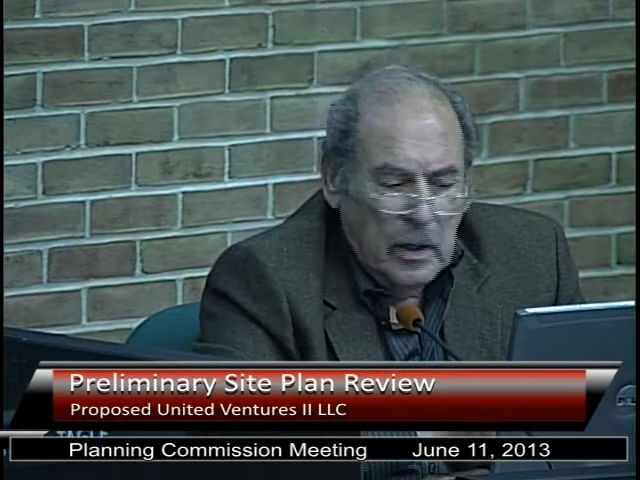 Preliminary Site Plan Review
Proposed United Ventures II LLC
Planning Commission Meeting June 11, 2013